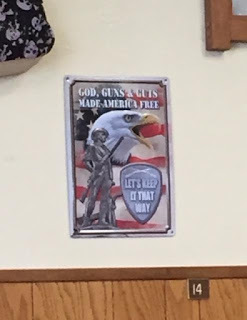 GOD, GUNS & GUTS
MADE AMERICA FREE
LET'S KEEP
IT THAT
WAY
14